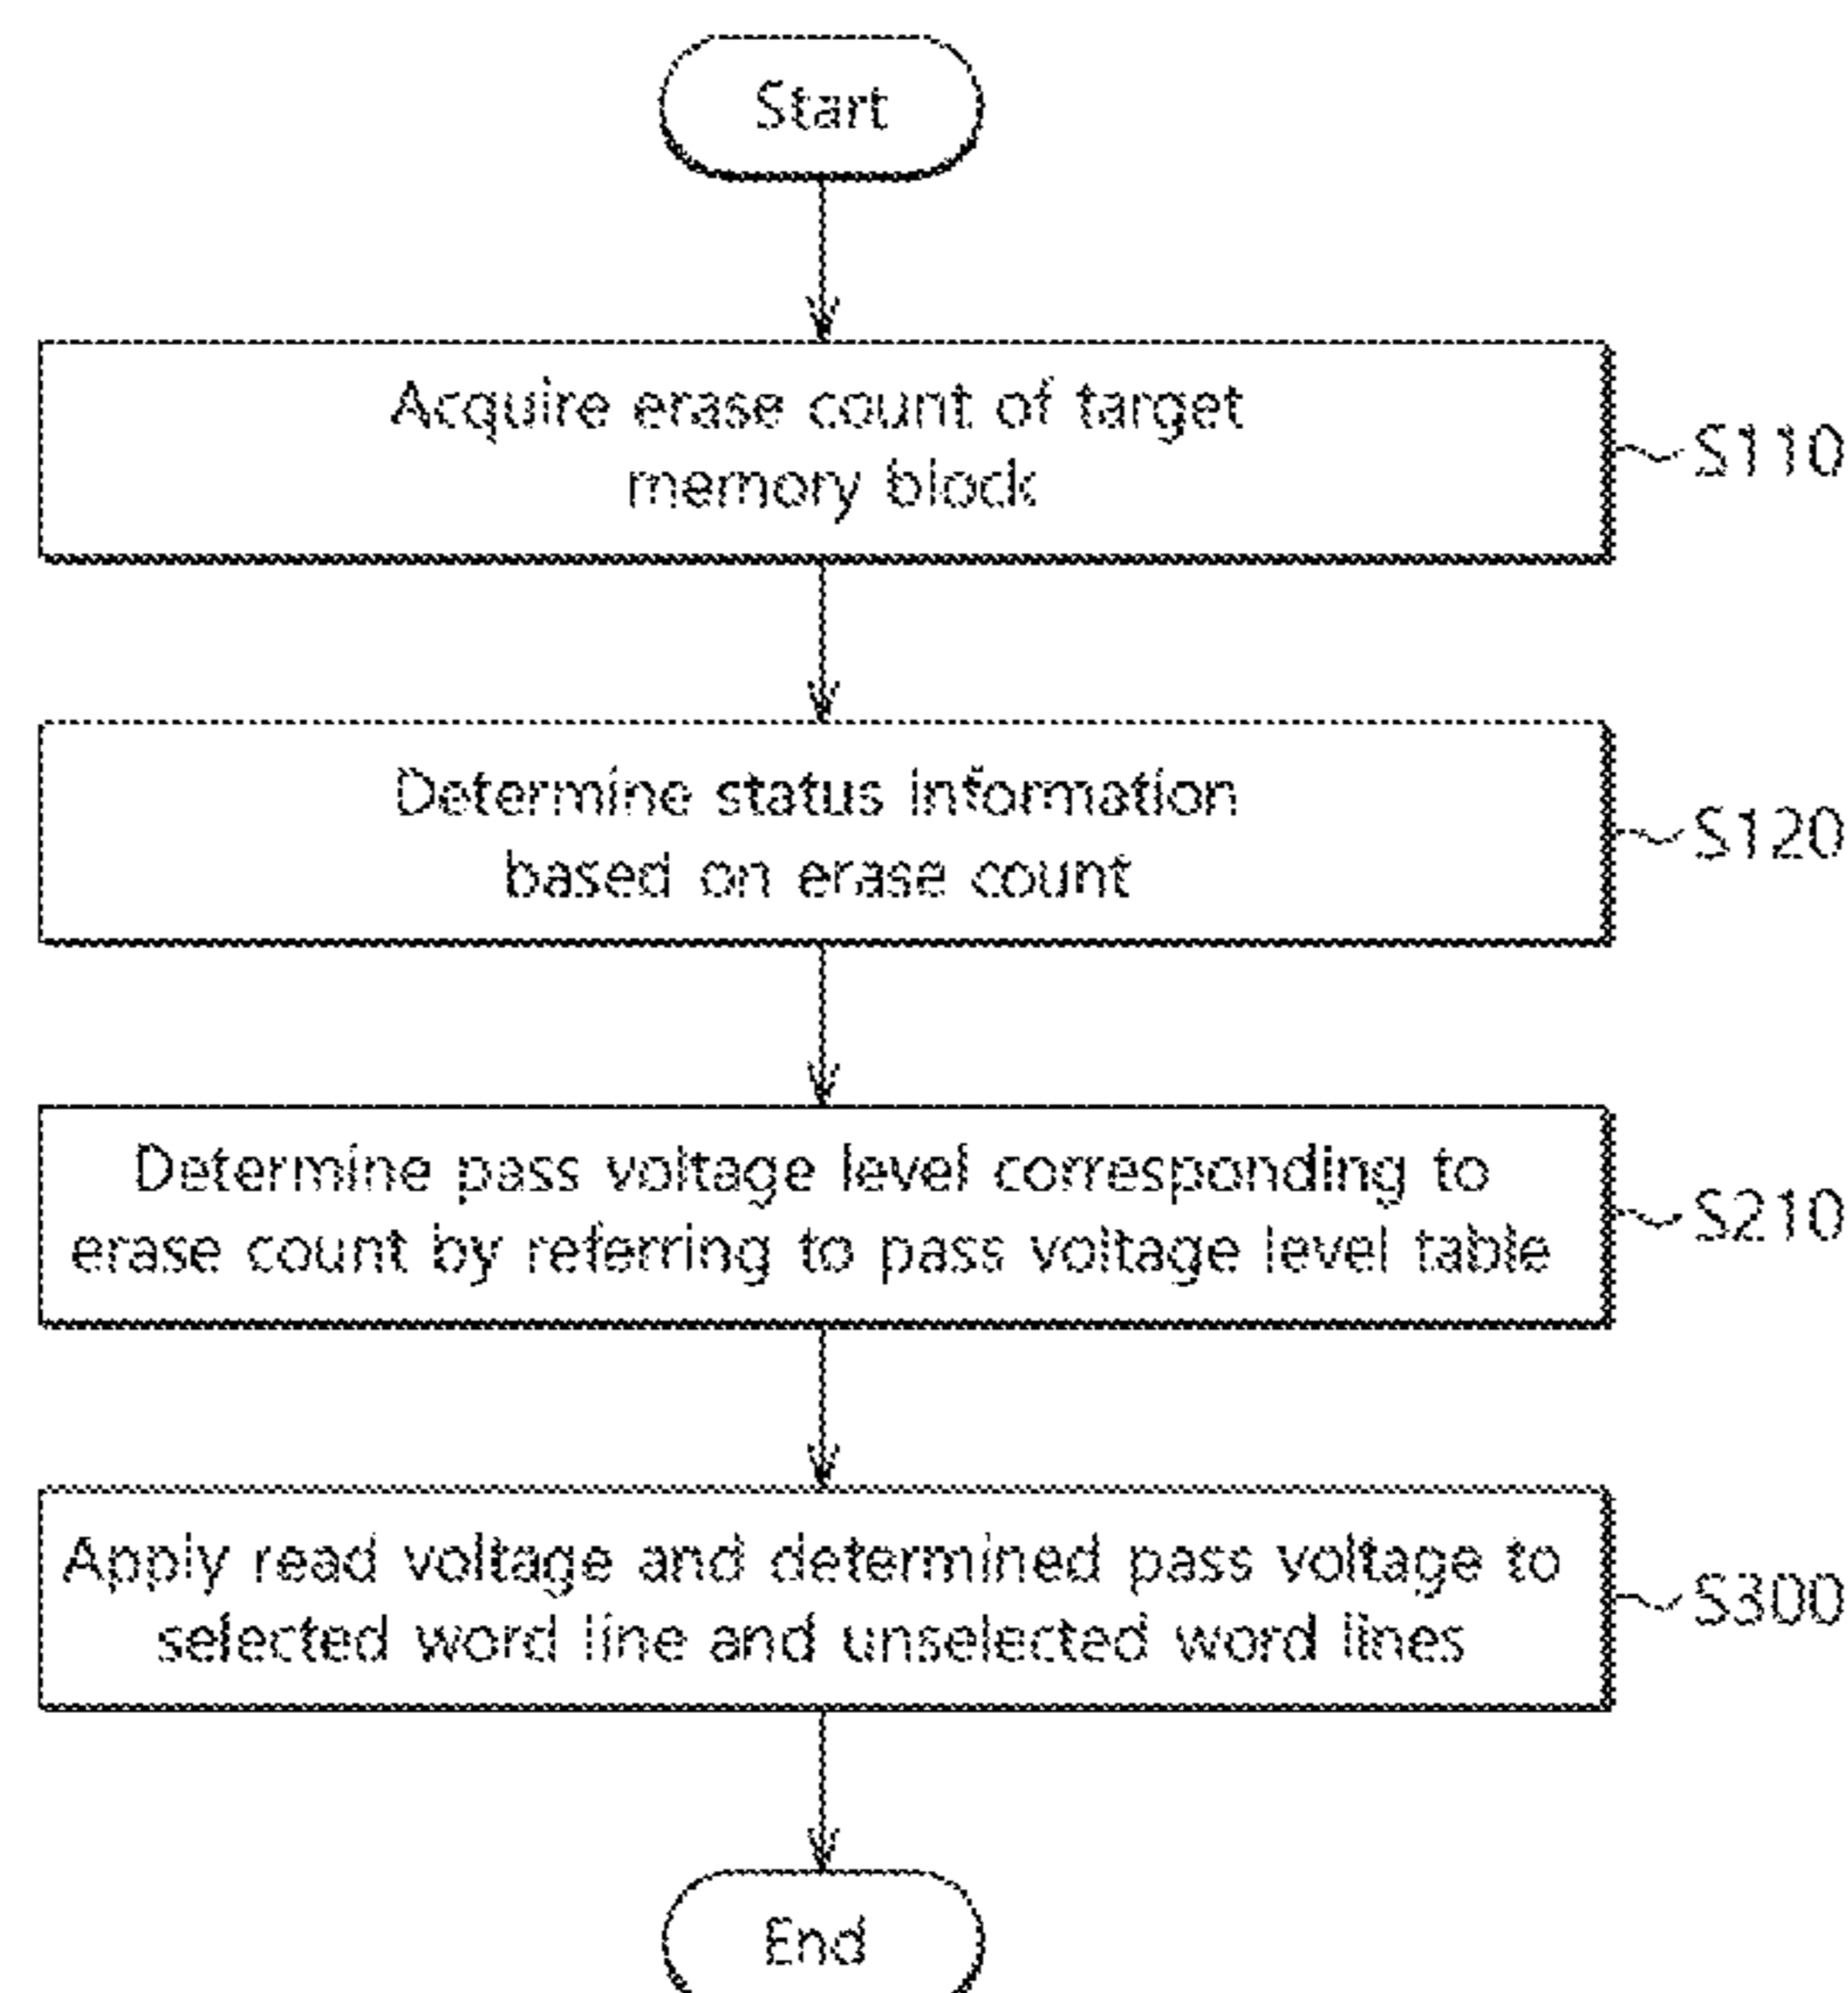 Start
Acquire erase count of target
memory block
S110
Determine status information
based on erase count
S120
Determine pass voltage level corresponding to
erase count by referring to pass voltage level table
S210
Apply read voltage and determined pass voltage to
selected word line and unselected word lines
S300
End